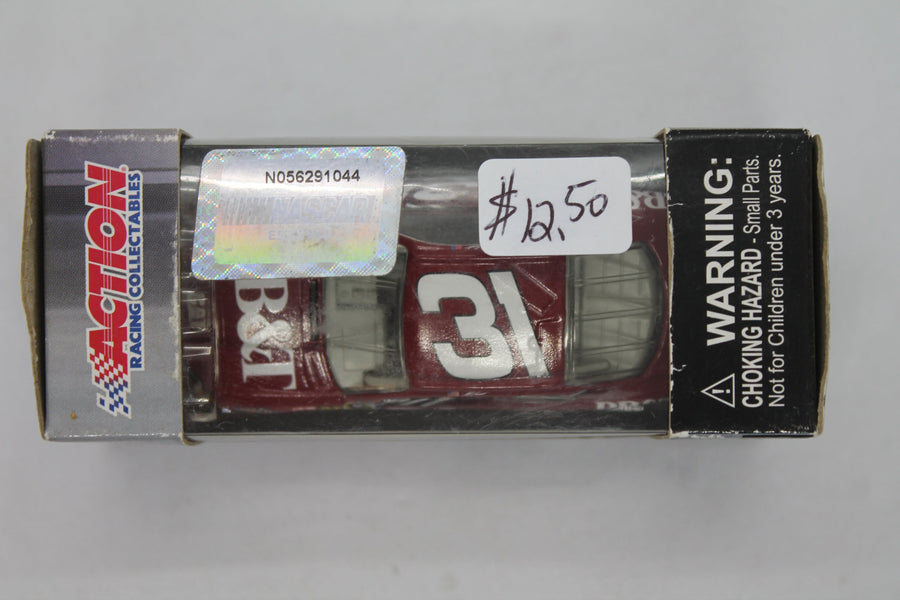 ACTION
RACING COLLECTABLES
N056291044
NASCAR
$12.50
B&T
31
WARNING:
CHOKING HAZARD - Small Parts.
Not for Children under 3 years.